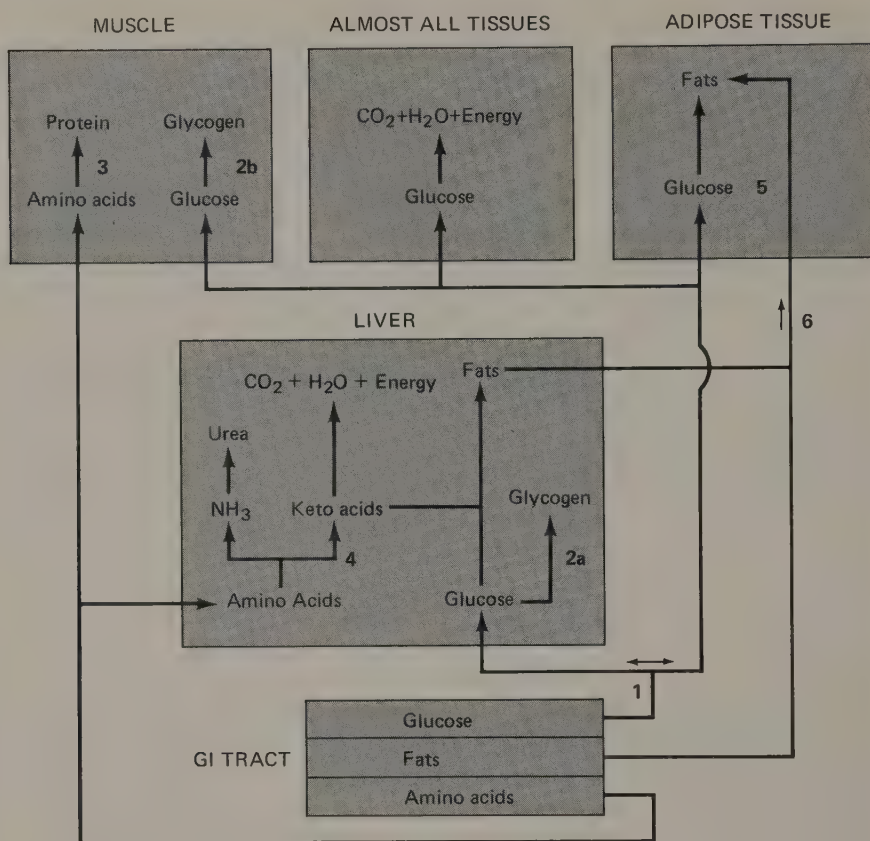 MUSCLE
ALMOST ALL TISSUES
ADIPOSE TISSUE
Protein
Glycogen
3
2b
Amino acids
Glucose
CO₂+H₂O+Energy
Glucose
Fats
Glucose 5
6
LIVER
CO₂ + H₂O + Energy
Fats
Urea
NH₃
Keto acids
Glycogen
4
2a
Amino Acids
Glucose
1
GI TRACT
Glucose
Fats
Amino acids